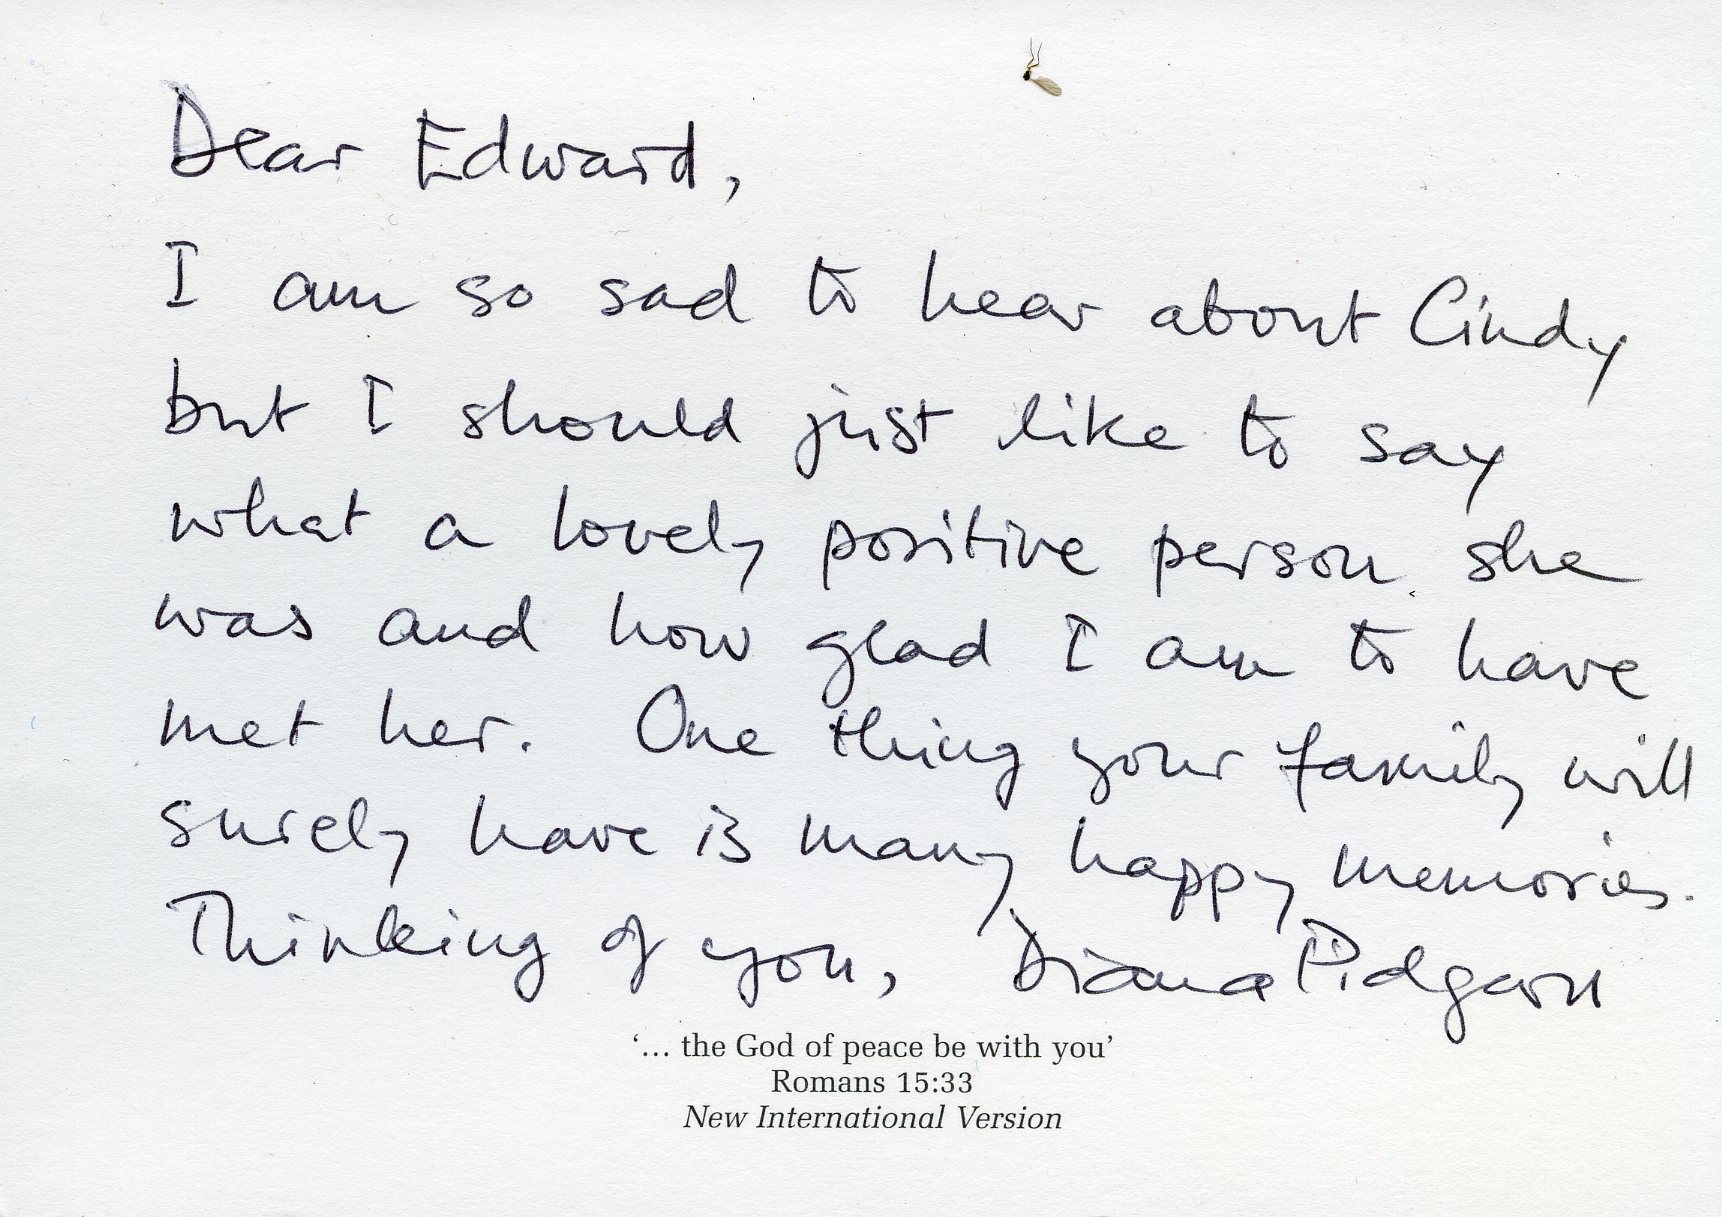 Dear Edward,
I am so sad to hear about Cindy
but I should just like to say
what a lovely positive person she
was and how glad I am to have
met her. One thing your family will
surely have is many happy memories.
Thinking of you, Diana
‘... the God of peace be with you’
Romans 15:33
New International Version